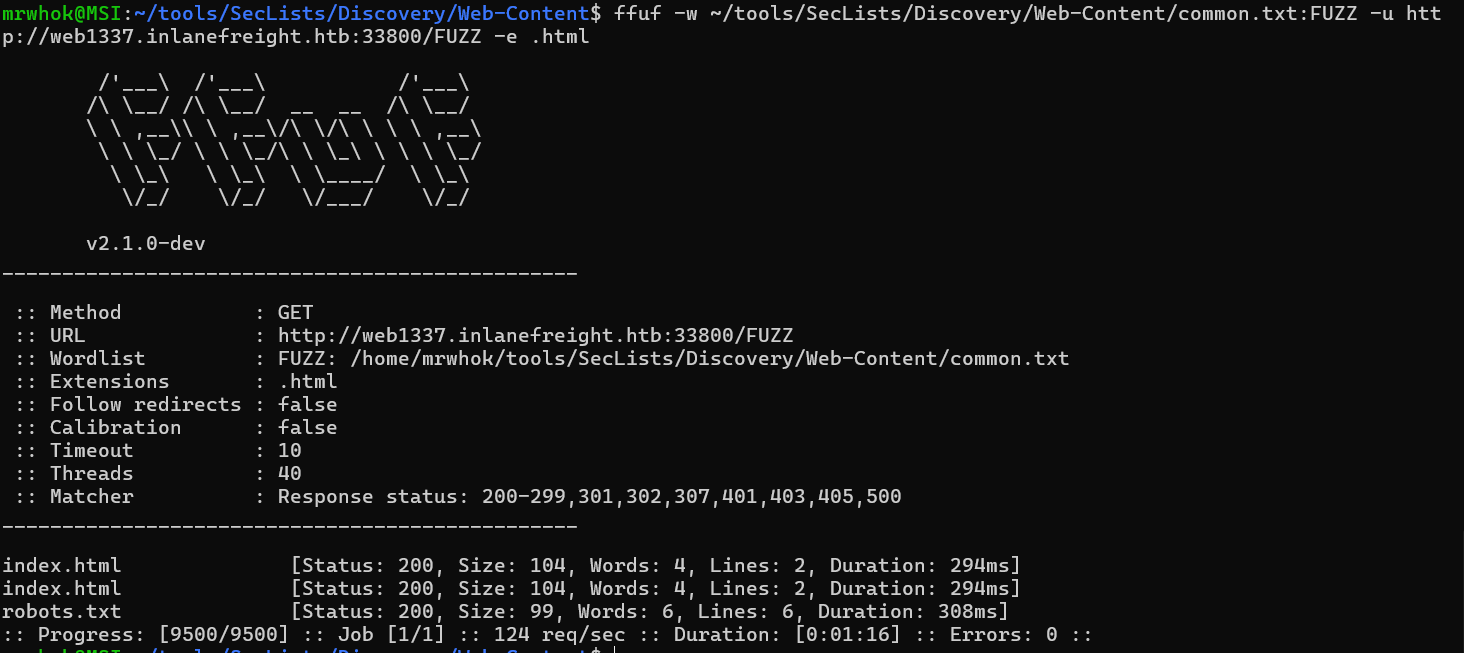 mrwhok@MSI:~/tools/SecLists/Discovery/Web-Content$ ffuf -w ~/tools/SecLists/Discovery/Web-Content/common.txt:FUZZ -u htt
p://web1337.inlanefreight.htb:33800/FUZZ -e .html
        /'___\  /'___\           /'___\
       /\ \__/ /\ \__/  __  __  /\ \__/
       \ \ ,__\\ \ ,__\/\ \/\ \ \ \ ,__\
        \ \ \_/ \ \ \_/\ \ \_\ \ \ \ \_/
         \ \_\   \ \_\  \ \____/  \ \_\
          \/_/    \/_/   \/___/    \/_/
       v2.1.0-dev
________________________________________________
 :: Method           : GET
 :: URL              : http://web1337.inlanefreight.htb:33800/FUZZ
 :: Wordlist         : FUZZ: /home/mrwhok/tools/SecLists/Discovery/Web-Content/common.txt
 :: Extensions       : .html
 :: Follow redirects : false
 :: Calibration      : false
 :: Timeout          : 10
 :: Threads          : 40
 :: Matcher          : Response status: 200-299,301,302,307,401,403,405,500
________________________________________________
index.html              [Status: 200, Size: 104, Words: 4, Lines: 2, Duration: 294ms]
index.html              [Status: 200, Size: 104, Words: 4, Lines: 2, Duration: 294ms]
robots.txt              [Status: 200, Size: 99, Words: 6, Lines: 6, Duration: 308ms]
:: Progress: [9500/9500] :: Job [1/1] :: 124 req/sec :: Duration: [0:01:16] :: Errors: 0 ::